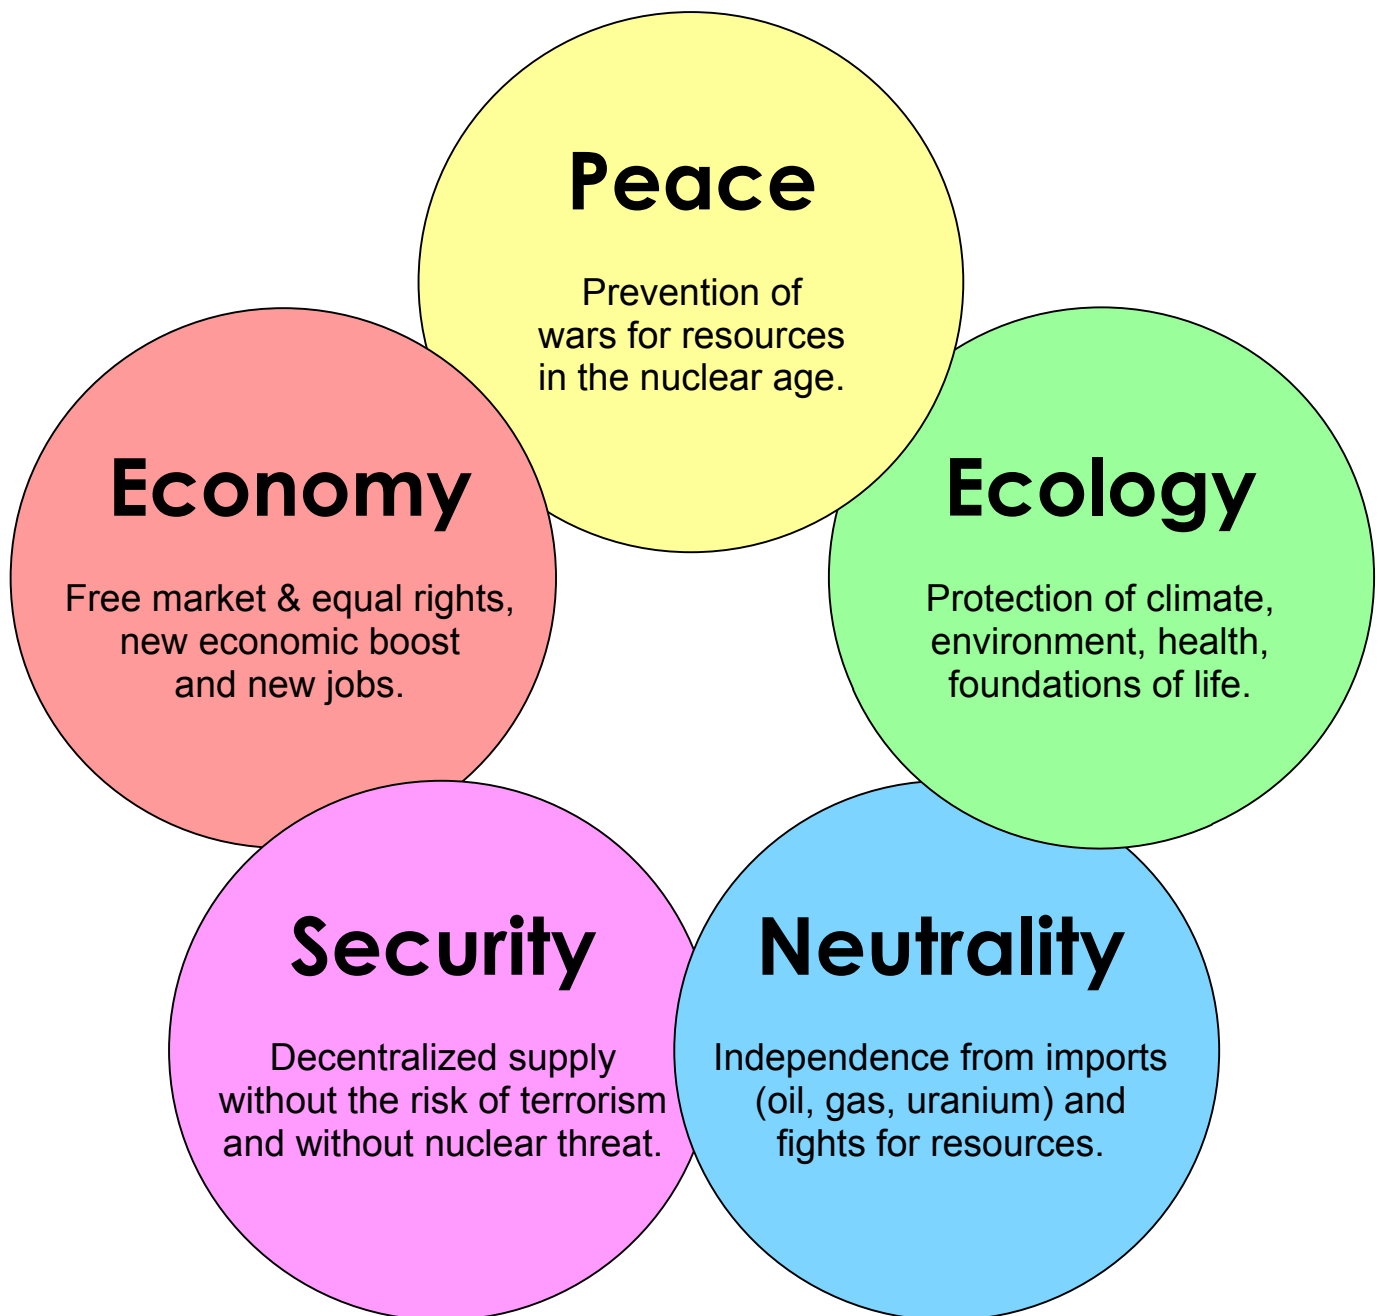 Peace
Prevention of
wars for resources
in the nuclear age.
Economy
Free market & equal rights,
new economic boost
and new jobs.
Ecology
Protection of climate,
environment, health,
foundations of life.
Security
Decentralized supply
without the risk of terrorism
and without nuclear threat.
Neutrality
Independence from imports
(oil, gas, uranium) and
fights for resources.